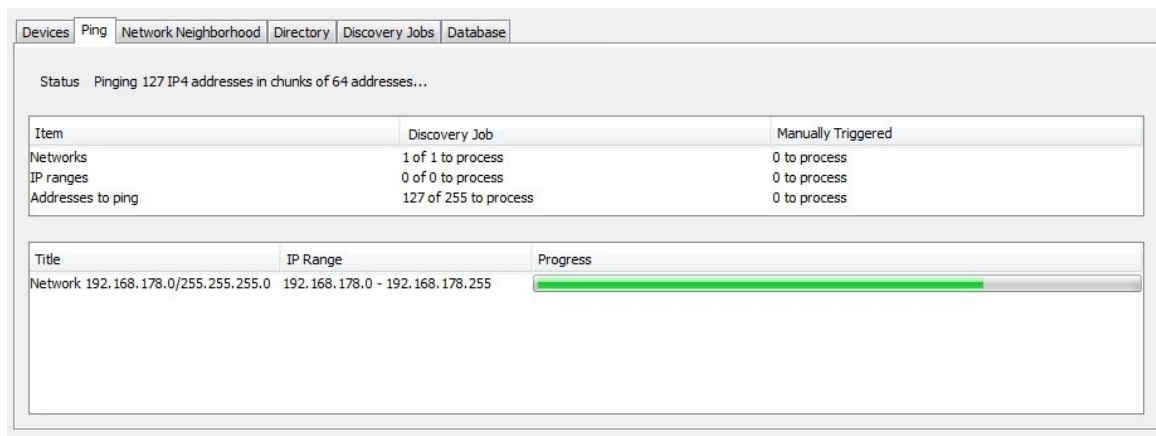 Devices Ping Network Neighborhood Directory Discovery Jobs Database
Status Pinging 127 IP4 addresses in chunks of 64 addresses...
Item Discovery Job Manually Triggered
Networks 1 of 1 to process 0 to process
IP ranges 0 of 0 to process 0 to process
Addresses to ping 127 of 255 to process 0 to process
Title IP Range Progress
Network 192.168.178.0/255.255.255.0 192.168.178.0 - 192.168.178.255